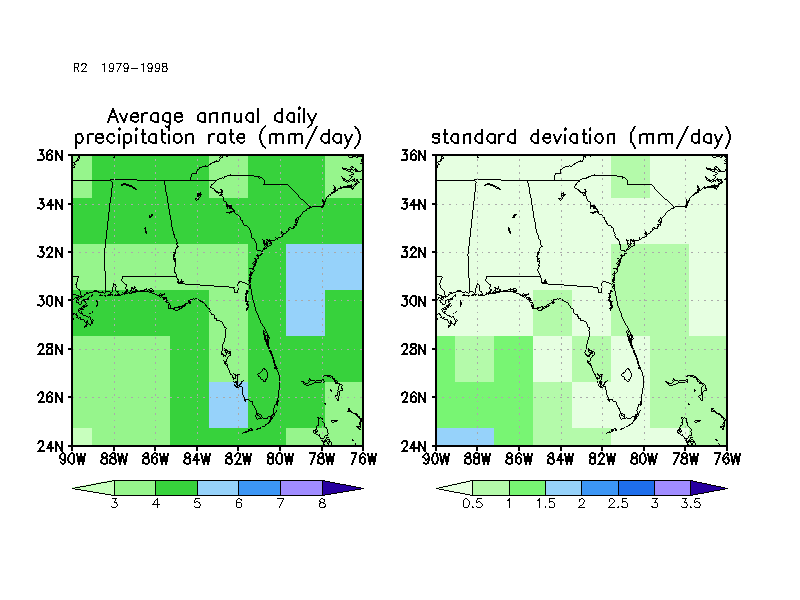 R2 1979-1998
Average annual daily
precipitation rate (mm/day)
standard deviation (mm/day)
36N
34N
32N
30N
28N
26N
24N
90W 88W 86W 84W 82W 80W 78W 76W
3 4 5 6 7 8
36N
34N
32N
30N
28N
26N
24N
90W 88W 86W 84W 82W 80W 78W 76W
0.5 1 1.5 2 2.5 3 3.5